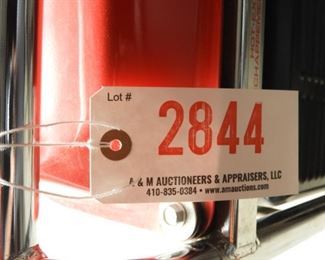 Lot #
2844
A & M AUCTIONEERS & APPRAISERS, LLC
410-835-0384 • www.amauctions.com